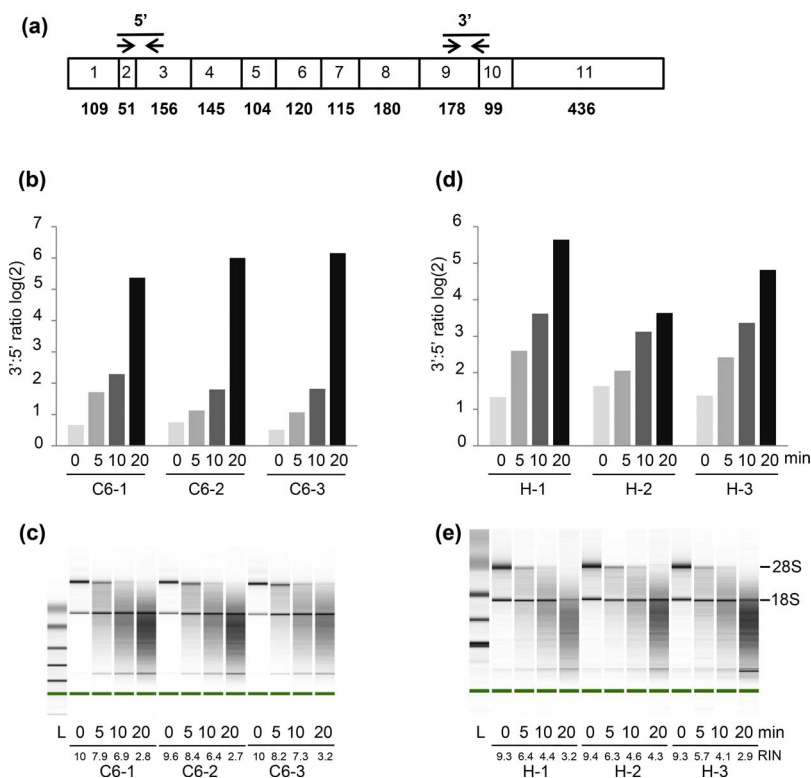 (a)
5’ 3’
1 2 3 4 5 6 7 8 9 10 11
109 51 156 145 104 120 115 180 178 99 436
(b)
3’:5’ ratio log(2)
7
6
5
4
3
2
1
0
0 5 10 20 0 5 10 20 0 5 10 20
C6-1 C6-2 C6-3
(d)
3’:5’ ratio log(2)
6
5
4
3
2
1
0
0 5 10 20 0 5 10 20 0 5 10 20 min
H-1 H-2 H-3
(c)
L 0 5 10 20 0 5 10 20 0 5 10 20
10 7.9 6.9 2.8 9.6 8.4 6.4 2.7 10 8.2 7.3 3.2
C6-1 C6-2 C6-3
(e)
28S
18S
L 0 5 10 20 0 5 10 20 0 5 10 20 min
9.3 6.4 4.4 3.2 9.4 6.3 4.6 4.3 9.3 5.7 4.1 2.9 RIN
H-1 H-2 H-3